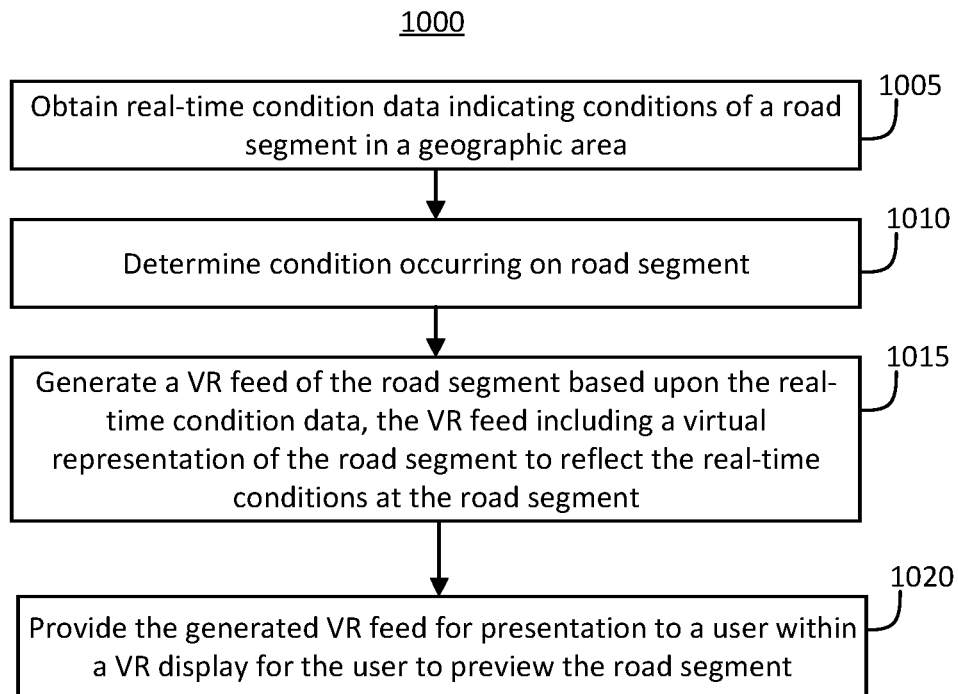 1000
1005
Obtain real-time condition data indicating conditions of a road
segment in a geographic area
1010
Determine condition occurring on road segment
1015
Generate a VR feed of the road segment based upon the real-
time condition data, the VR feed including a virtual
representation of the road segment to reflect the real-time
conditions at the road segment
1020
Provide the generated VR feed for presentation to a user within
a VR display for the user to preview the road segment